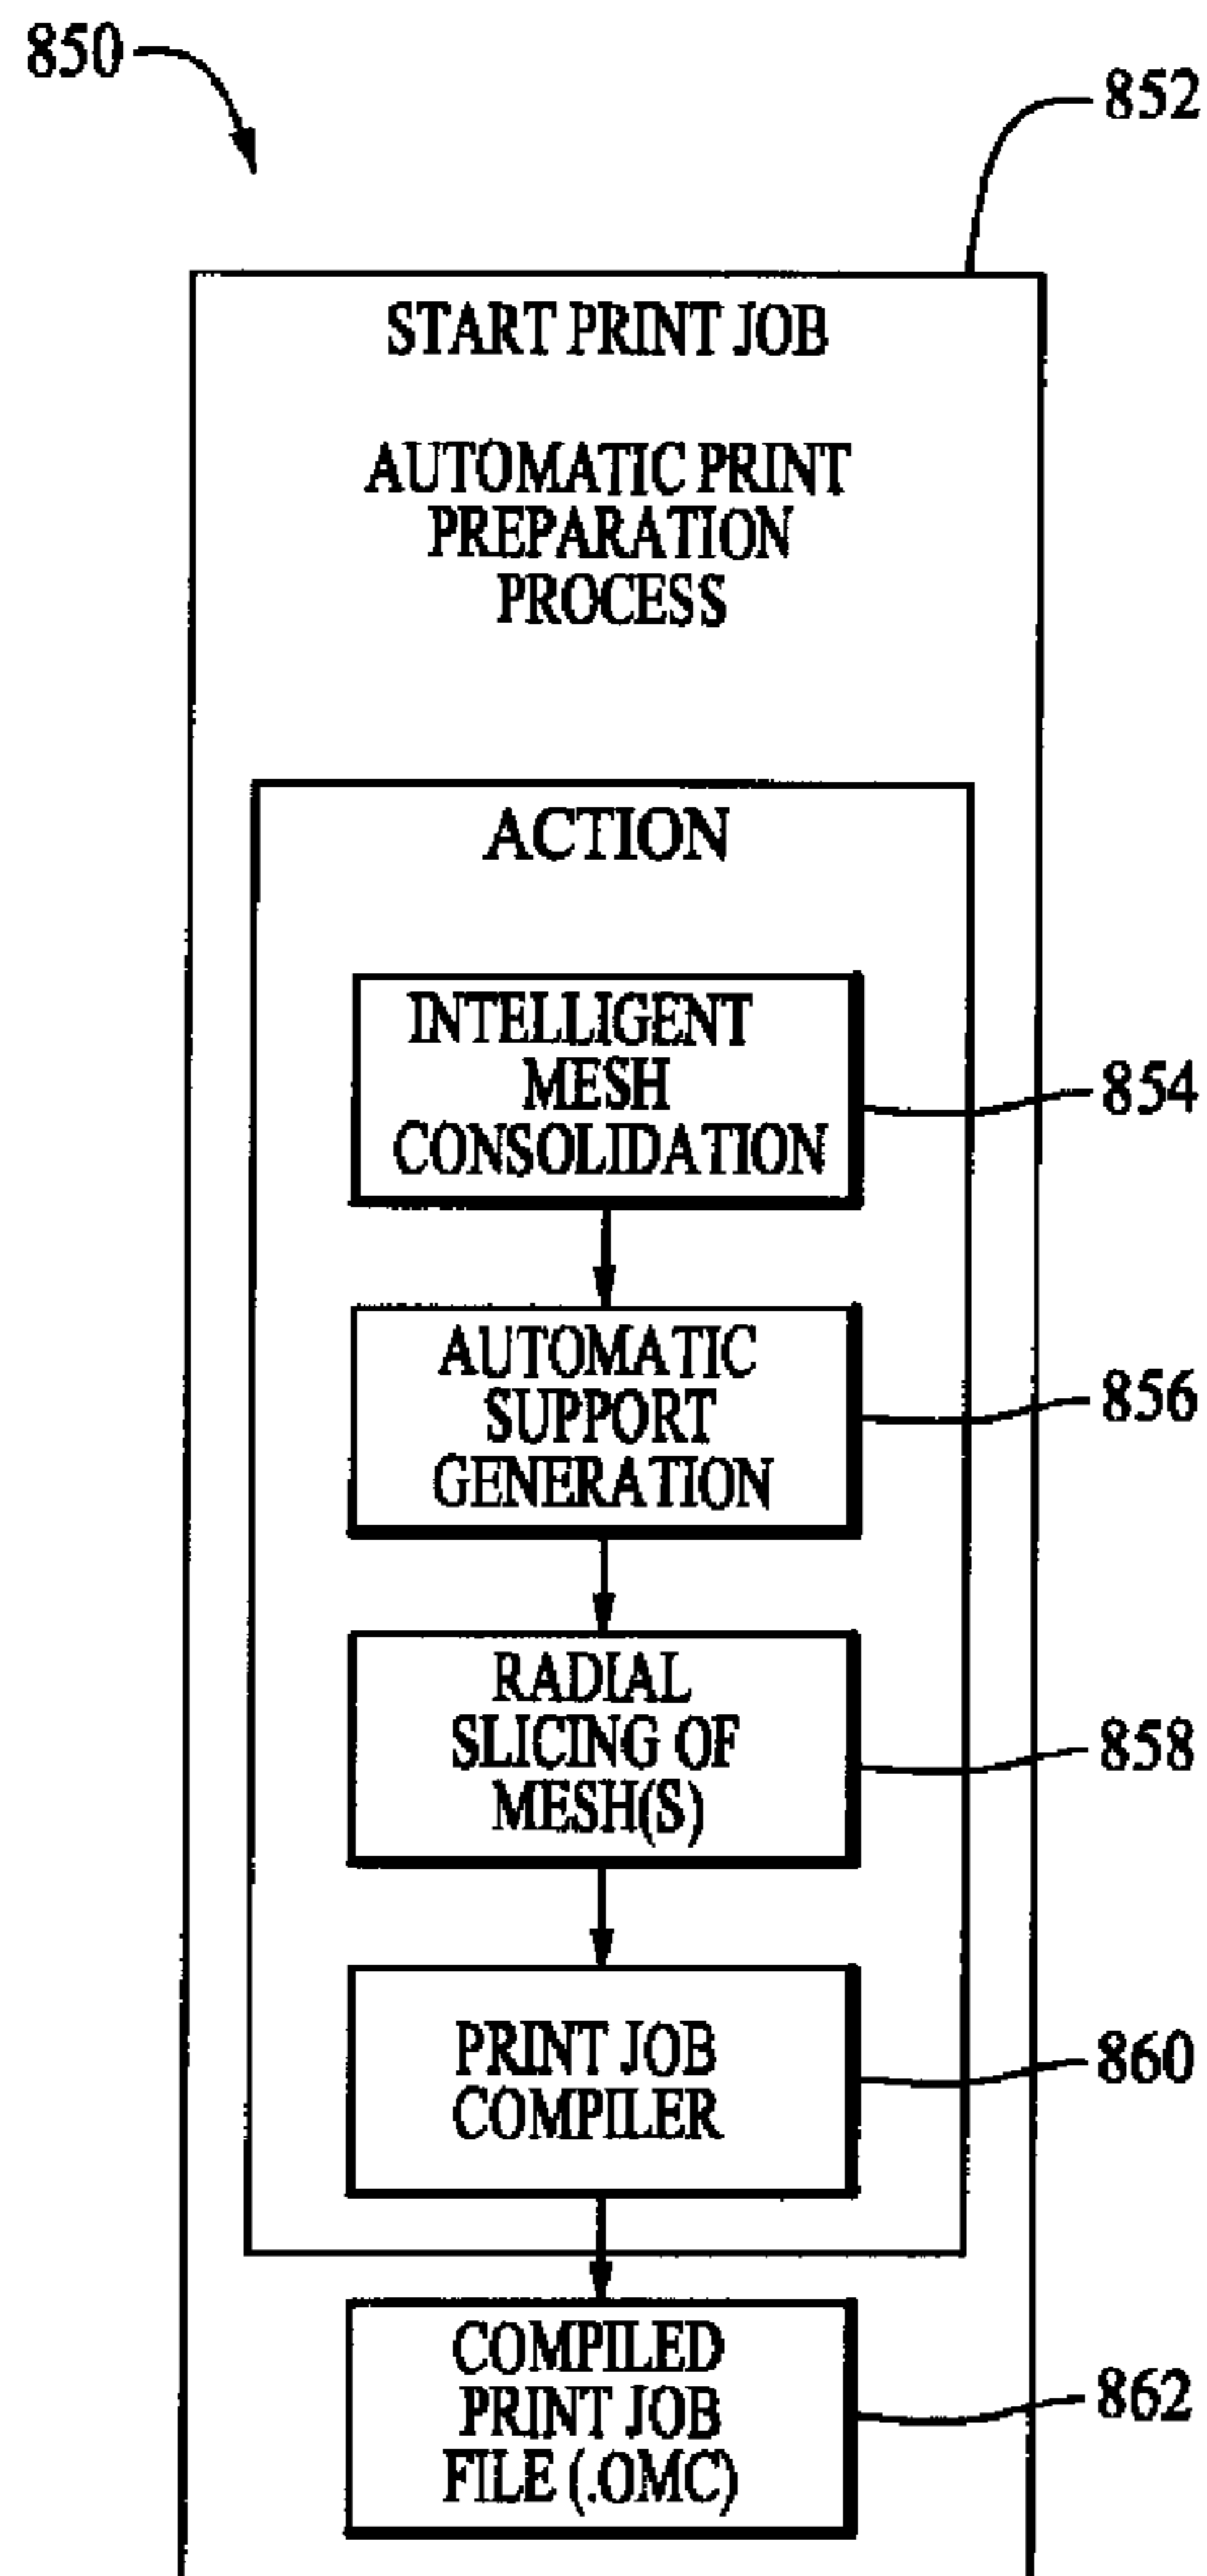 850
852
START PRINT JOB
AUTOMATIC PRINT
PREPARATION
PROCESS
ACTION
INTELLIGENT
MESH
CONSOLIDATION
854
AUTOMATIC
SUPPORT
GENERATION
856
RADIAL
SLICING OF
MESH(S)
858
PRINT JOB
COMPILER
860
COMPILED
PRINT JOB
FILE (.OMC)
862